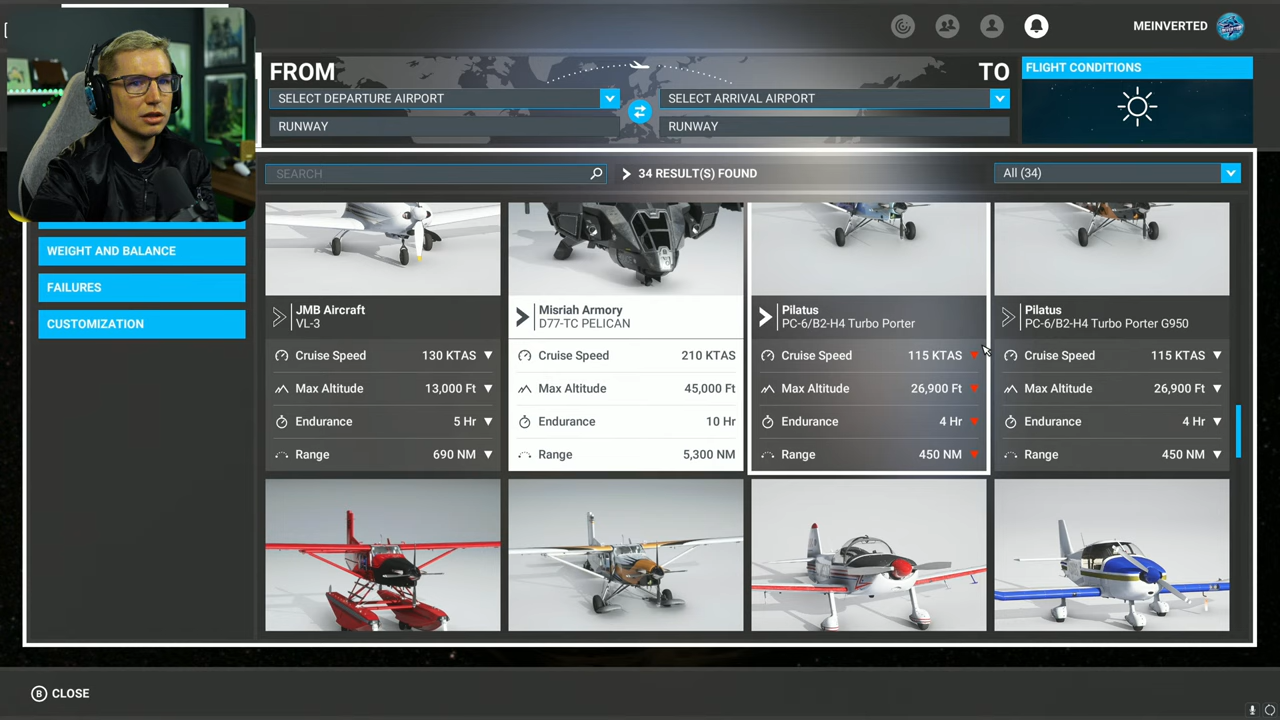 MEINVERTED
FROM
TO
FLIGHT CONDITIONS
SELECT DEPARTURE AIRPORT
SELECT ARRIVAL AIRPORT
RUNWAY
RUNWAY
SEARCH
34 RESULT(S) FOUND
All (34)
WEIGHT AND BALANCE
FAILURES
CUSTOMIZATION
JMB Aircraft
VL-3
Cruise Speed 130 KTAS
Max Altitude 13,000 Ft
Endurance 5 Hr
Range 690 NM
Misriah Armory
D77-TC PELICAN
Cruise Speed 210 KTAS
Max Altitude 45,000 Ft
Endurance 10 Hr
Range 5,300 NM
Pilatus
PC-6/B2-H4 Turbo Porter
Cruise Speed 115 KTAS
Max Altitude 26,900 Ft
Endurance 4 Hr
Range 450 NM
Pilatus
PC-6/B2-H4 Turbo Porter G950
Cruise Speed 115 KTAS
Max Altitude 26,900 Ft
Endurance 4 Hr
Range 450 NM
B CLOSE